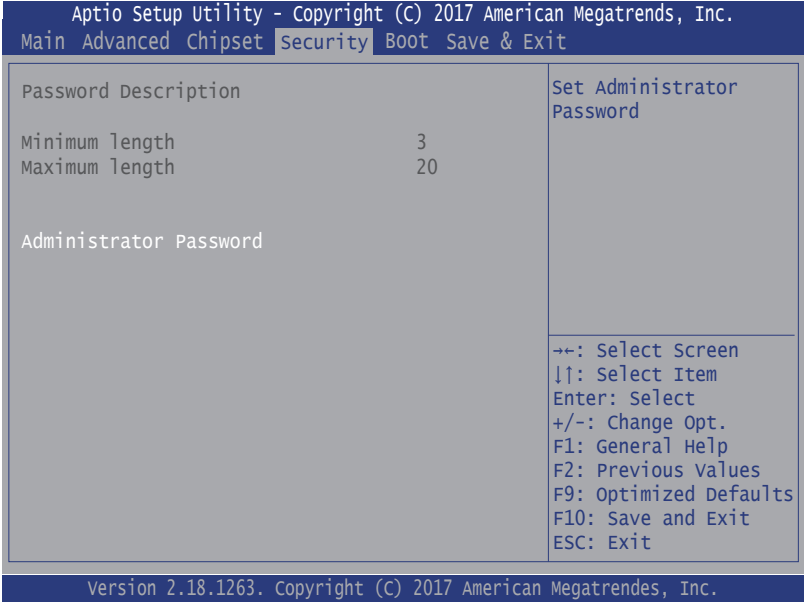 Aptio Setup Utility - Copyright (C) 2017 American Megatrends, Inc.
Main Advanced Chipset Security Boot Save & Exit
Password Description
Minimum length 3
Maximum length 20
Administrator Password
Set Administrator
Password
→←: Select Screen
↓↑: Select Item
Enter: Select
+/-: Change Opt.
F1: General Help
F2: Previous Values
F9: Optimized Defaults
F10: Save and Exit
ESC: Exit
Version 2.18.1263. Copyright (C) 2017 American Megatrendes, Inc.